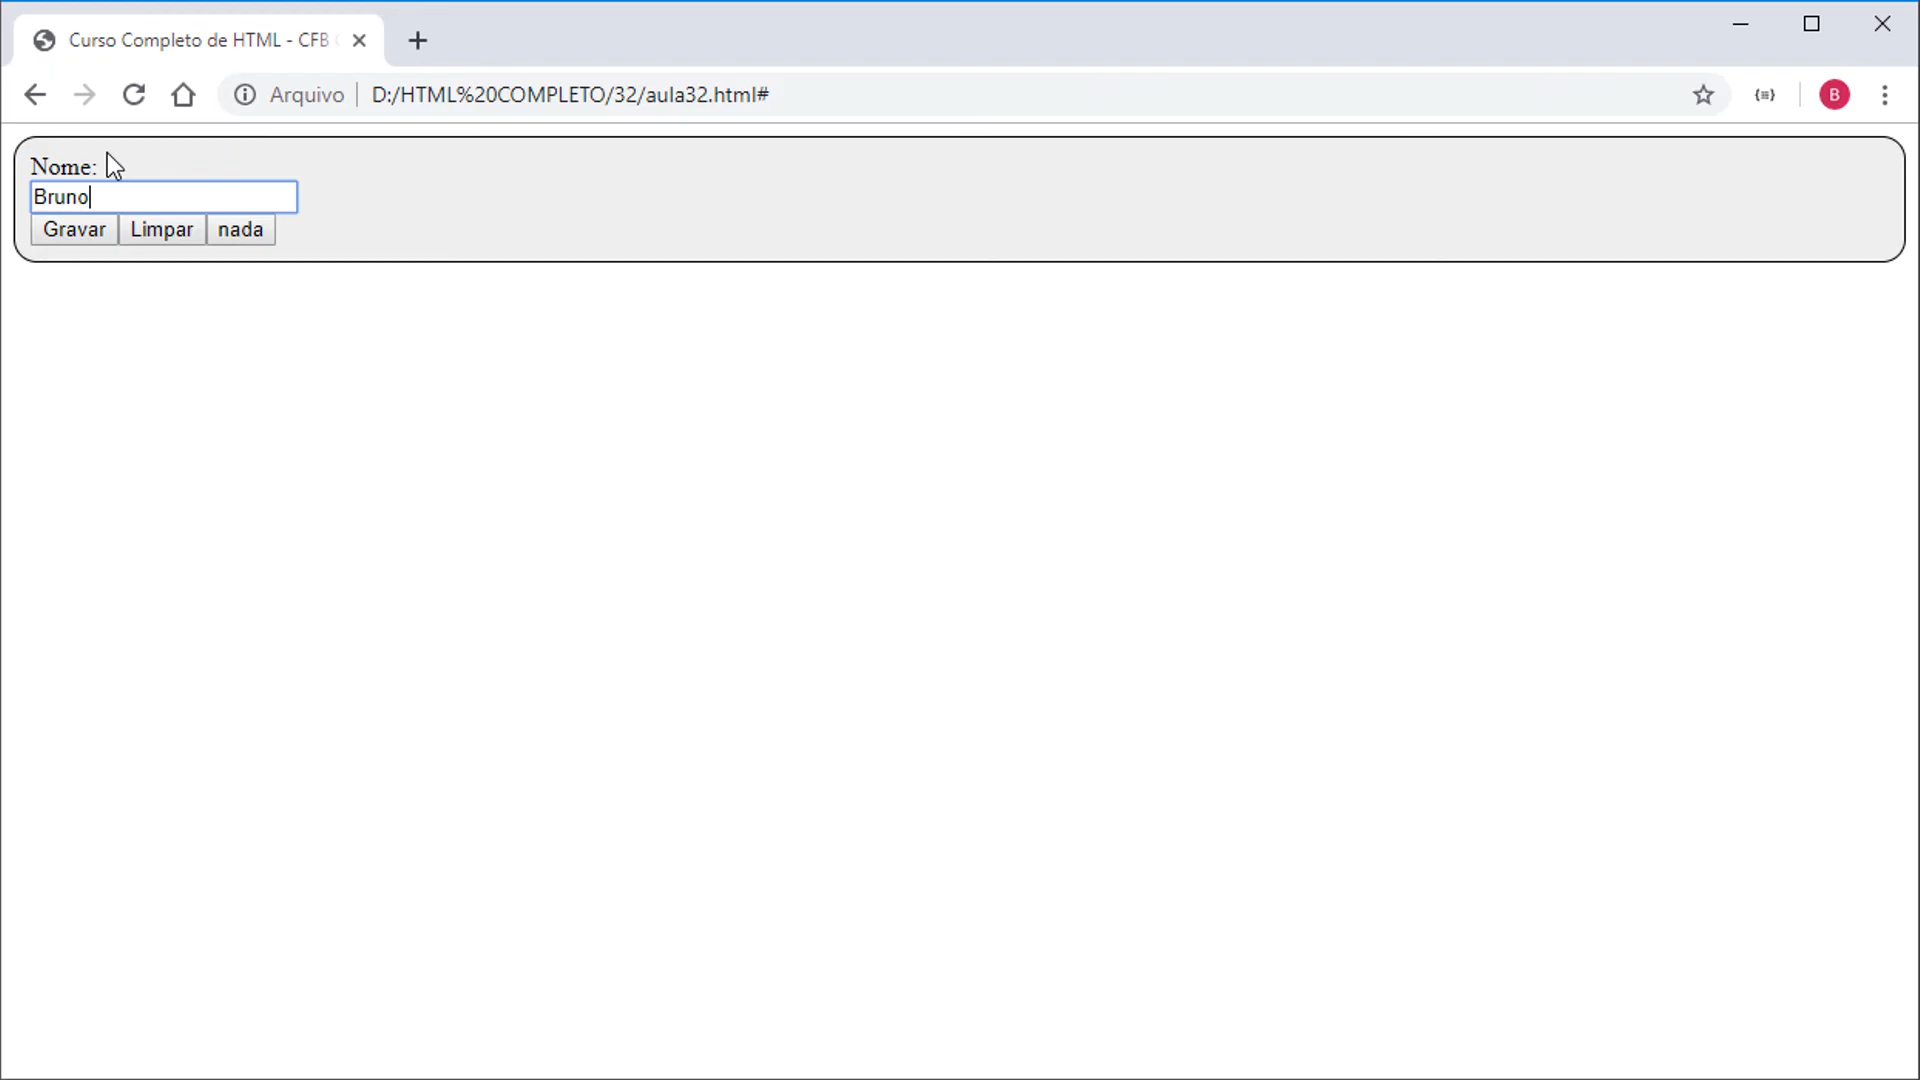 Curso Completo de HTML - CFB
Arquivo
D:/HTML%20COMPLETO/32/aula32.html#
B
Nome:
Bruno
Gravar Limpar nada